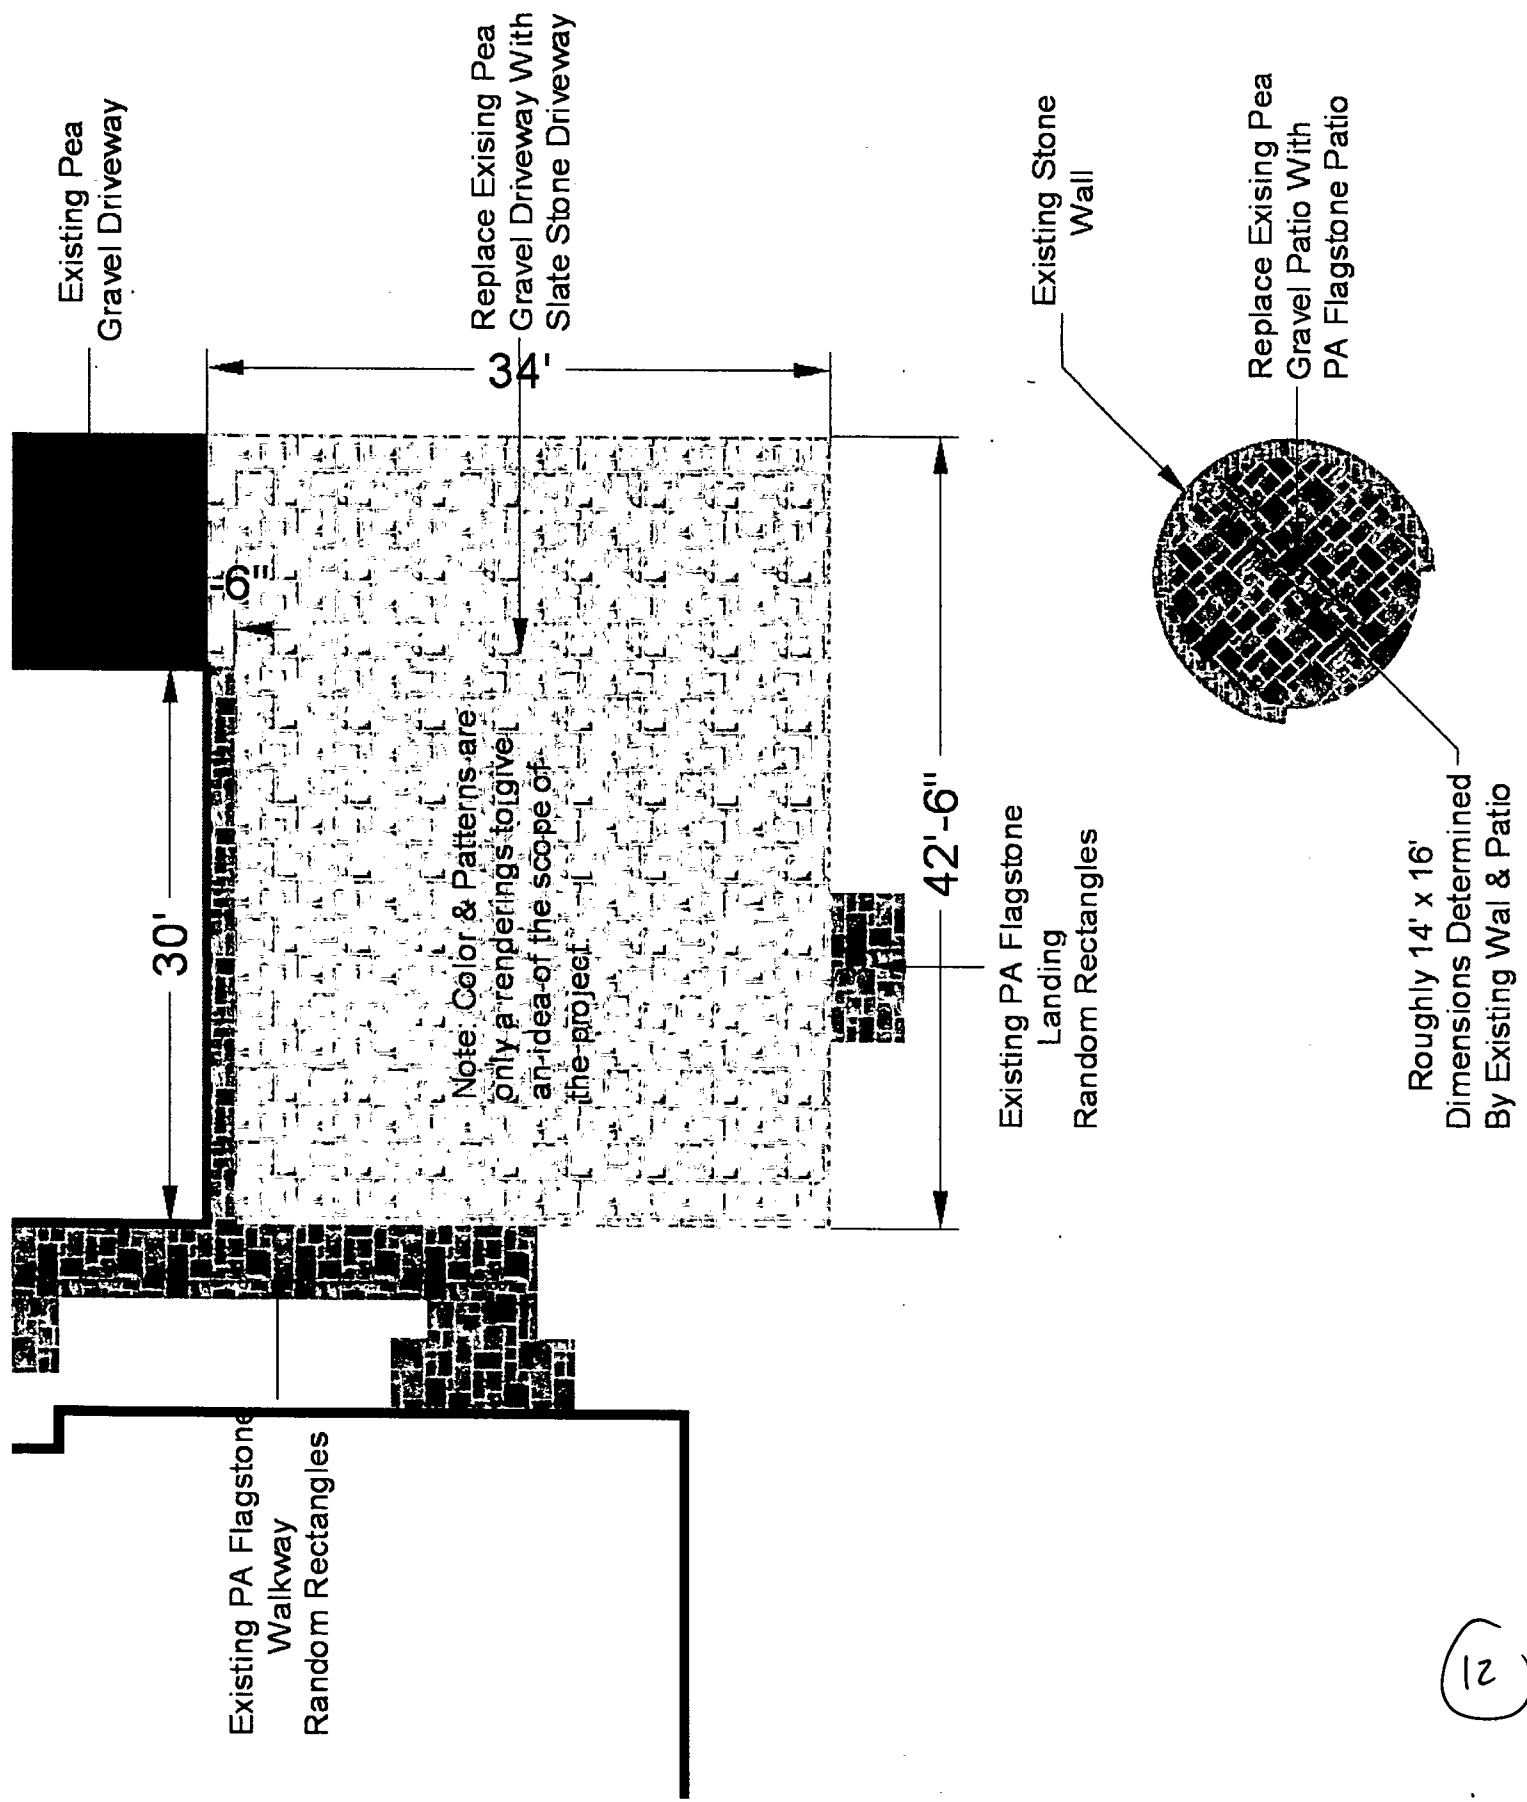 Existing Pea
Gravel Driveway
Existing PA Flagstone
Walkway
Random Rectangles
30'
34'
Replace Exising Pea
Gravel Driveway With
Slate Stone Driveway
Note: Color & Patterns are
only a renderings to give
an idea of the scope of
the project
42'-6"
Existing PA Flagstone
Landing
Random Rectangles
Existing Stone
Wall
Replace Exising Pea
Gravel Patio With
PA Flagstone Patio
Roughly 14' x 16'
Dimensions Determined
By Existing Wal & Patio
12